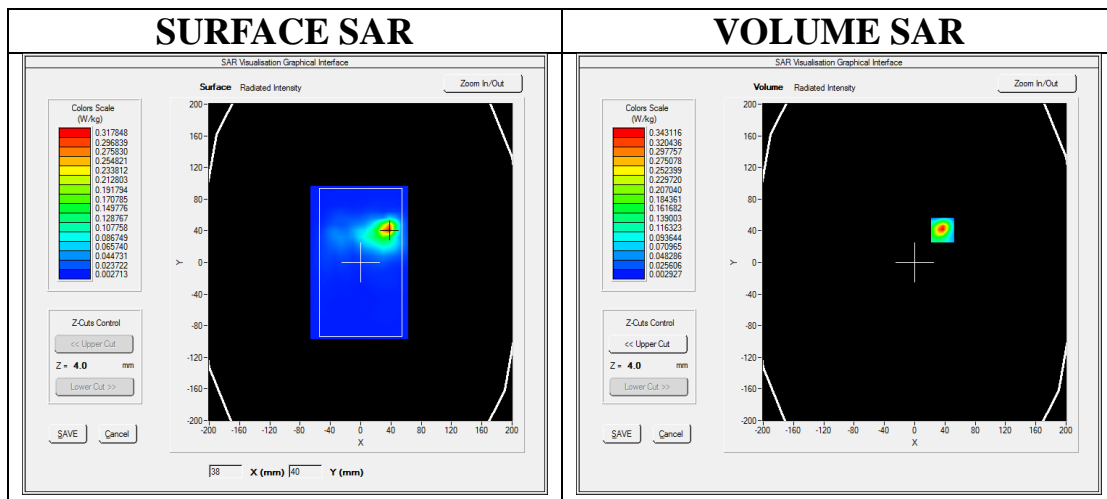 SURFACE SAR
SAR Visualisation Graphical Interface
Surface Radiated Intensity
Zoom In/Out
Colors Scale
(W/kg)
0.317848
0.296839
0.275830
0.254821
0.233812
0.212803
0.191794
0.170785
0.149776
0.128767
0.107758
0.086749
0.065740
0.044731
0.023722
0.002713
Z-Cuts Control
<< Upper Cut
Z = 4.0 mm
Lower Cut >>
SAVE Cancel
200
160
120
80
40
0
-40
-80
-120
-160
-200
Y
-200 -160 -120 -80 -40 0 40 80 120 160 200
X
38 X (mm) 40 Y (mm)
VOLUME SAR
SAR Visualisation Graphical Interface
Volume Radiated Intensity
Zoom In/Out
Colors Scale
(W/kg)
0.343116
0.320436
0.297757
0.275078
0.252399
0.229720
0.207040
0.184361
0.161682
0.139003
0.116323
0.093644
0.070965
0.048286
0.025606
0.002927
Z-Cuts Control
<< Upper Cut
Z = 4.0 mm
Lower Cut >>
SAVE Cancel
200
160
120
80
40
0
-40
-80
-120
-160
-200
Y
-200 -160 -120 -80 -40 0 40 80 120 160 200
X